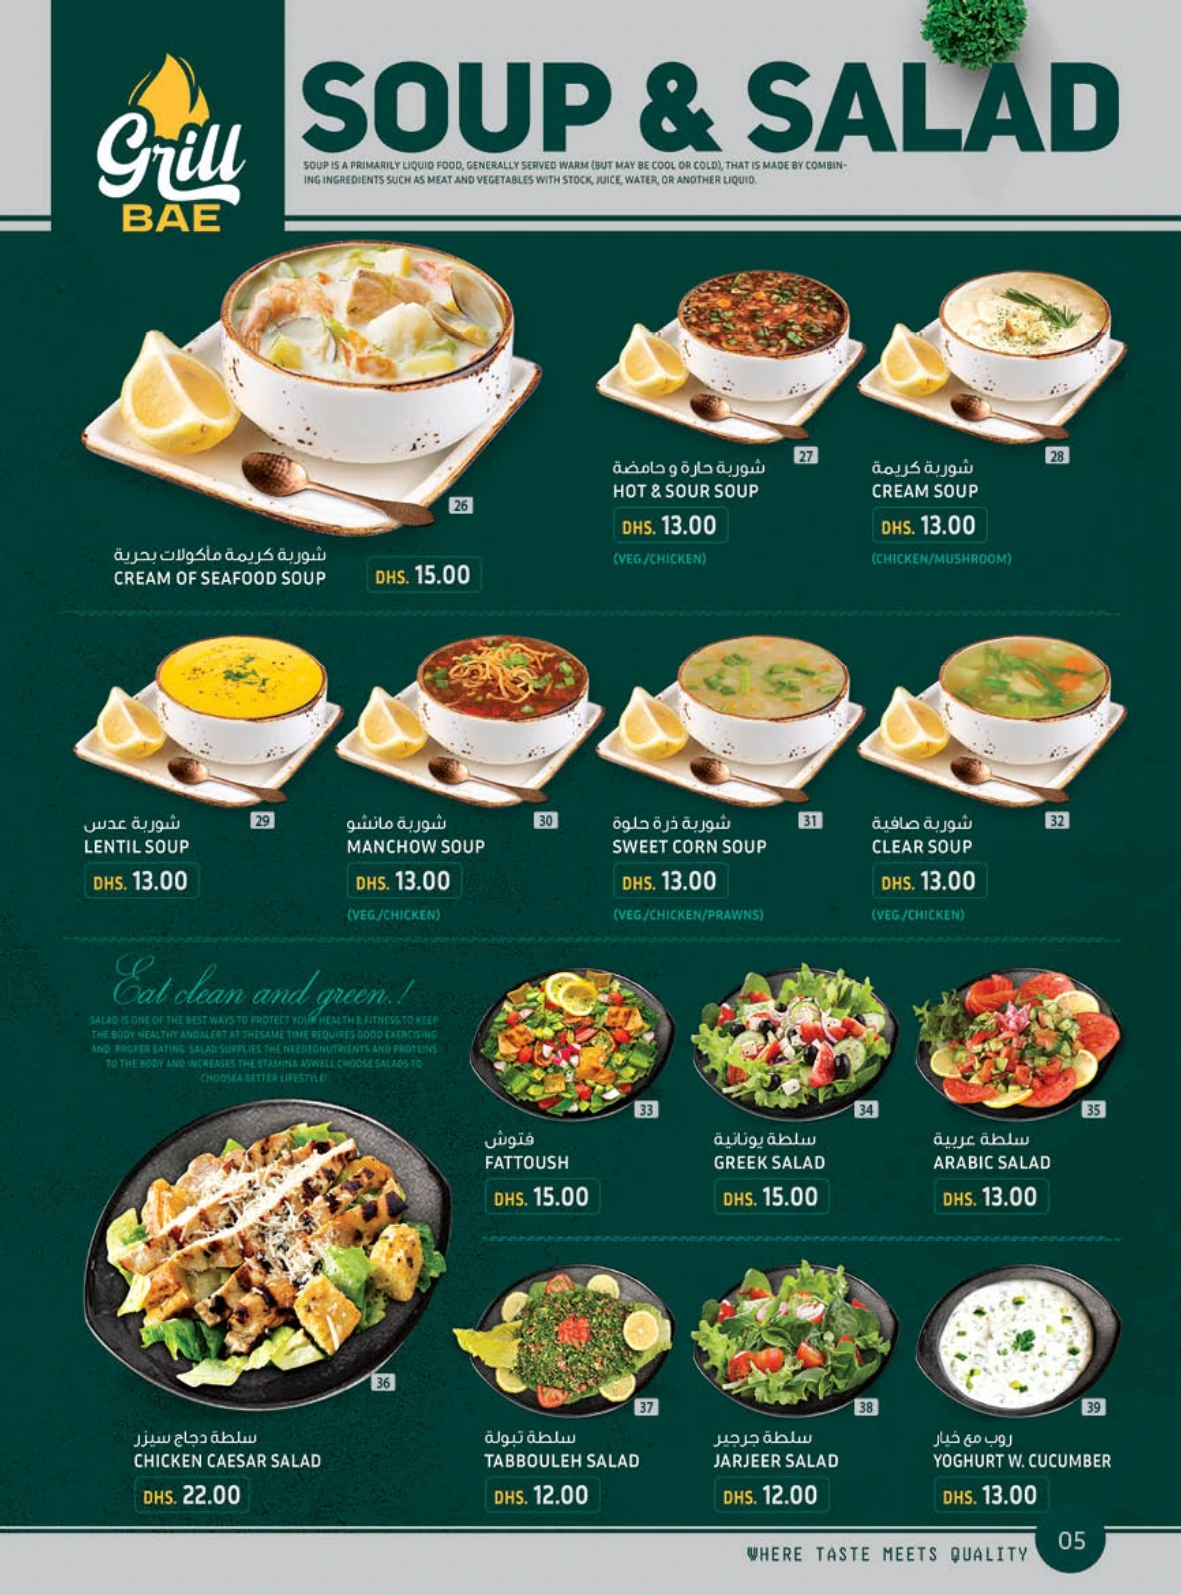 Grill
BAE
SOUP & SALAD
SOUP IS A PRIMARILY LIQUID FOOD, GENERALLY SERVED WARM (BUT MAY BE COOL OR COLD), THAT IS MADE BY COMBIN-
ING INGREDIENTS SUCH AS MEAT AND VEGETABLES WITH STOCK, JUICE, WATER, OR ANOTHER LIQUID.
26
شوربة كريمة مأكولات بحرية
CREAM OF SEAFOOD SOUP
DHS. 15.00
27
شوربة حارة و حامضة
HOT & SOUR SOUP
DHS. 13.00
(VEG./CHICKEN)
28
شوربة كريمة
CREAM SOUP
DHS. 13.00
(CHICKEN/MUSHROOM)
29
شوربة عدس
LENTIL SOUP
DHS. 13.00
30
شوربة مانشو
MANCHOW SOUP
DHS. 13.00
(VEG./CHICKEN)
31
شوربة ذرة حلوة
SWEET CORN SOUP
DHS. 13.00
(VEG./CHICKEN/PRAWNS)
32
شوربة صافية
CLEAR SOUP
DHS. 13.00
(VEG./CHICKEN)
Eat clean and green.!
SALAD IS ONE OF THE BEST WAYS TO PROTECT YOUR HEALTH & FITNESS.TO KEEP
THE BODY HEALTHY ANDALERT AT THESAME TIME REQUIRES GOOD EXERCISING
AND PROPER EATING. SALAD SUPPLIES THE NEEDEDNUTRIENTS AND PROTEINS
TO THE BODY AND INCREASES THE STAMINA ASWELL.CHOOSE SALADS TO
CHOOSEA BETTER LIFESTYLE!
33
فتوش
FATTOUSH
DHS. 15.00
34
سلطة يونانية
GREEK SALAD
DHS. 15.00
35
سلطة عربية
ARABIC SALAD
DHS. 13.00
36
سلطة دجاج سيزر
CHICKEN CAESAR SALAD
DHS. 22.00
37
سلطة تبولة
TABBOULEH SALAD
DHS. 12.00
38
سلطة جرجير
JARJEER SALAD
DHS. 12.00
39
روب مع خيار
YOGHURT W. CUCUMBER
DHS. 13.00
WHERE TASTE MEETS QUALITY
05